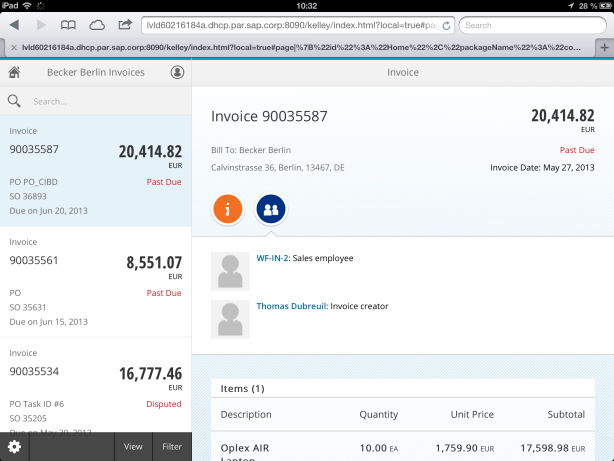 iPad
10:32
28 %
lvld60216184a.dhcp.par.sap.corp:8090/kelley/index.html?local=true#pag
Search
lvld60216184a.dhcp.par.sap.corp:8090/kelley/index.html?local=true#page|%7B%22id%22%3A%22Home%22%2C%22packageName%22%3A%22co...
Becker Berlin Invoices
Invoice
Search...
Invoice
90035587
20,414.82
EUR
PO PO_CIBD
Past Due
SO 36893
Due on Jun 20, 2013
Invoice
90035561
8,551.07
EUR
PO
Past Due
SO 35631
Due on Jun 15, 2013
Invoice
90035534
16,777.46
EUR
PO Task ID #6
Disputed
SO 35205
View
Filter
Invoice 90035587
20,414.82
EUR
Bill To: Becker Berlin
Past Due
Calvinstrasse 36, Berlin, 13467, DE
Invoice Date: May 27, 2013
WF-IN-2: Sales employee
Thomas Dubreuil: Invoice creator
Items (1)
Description Quantity Unit Price Subtotal
Oplex AIR 10.00 EA 1,759.90 EUR 17,598.98 EUR
Laptop